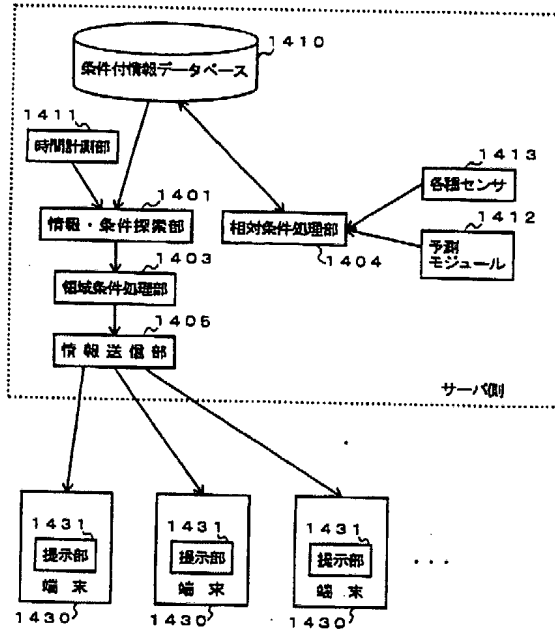 1410
条件付情報データベース
1411
時間計測部
1413
各種センサ
1401
情報・条件探索部
相対条件処理部
1412
予測
モジュール
1404
1403
領域条件処理部
1405
情報送信部
サーバ側
1431
提示部
端末
1430
1431
提示部
端末
1430
1431
提示部
端末
1430
...